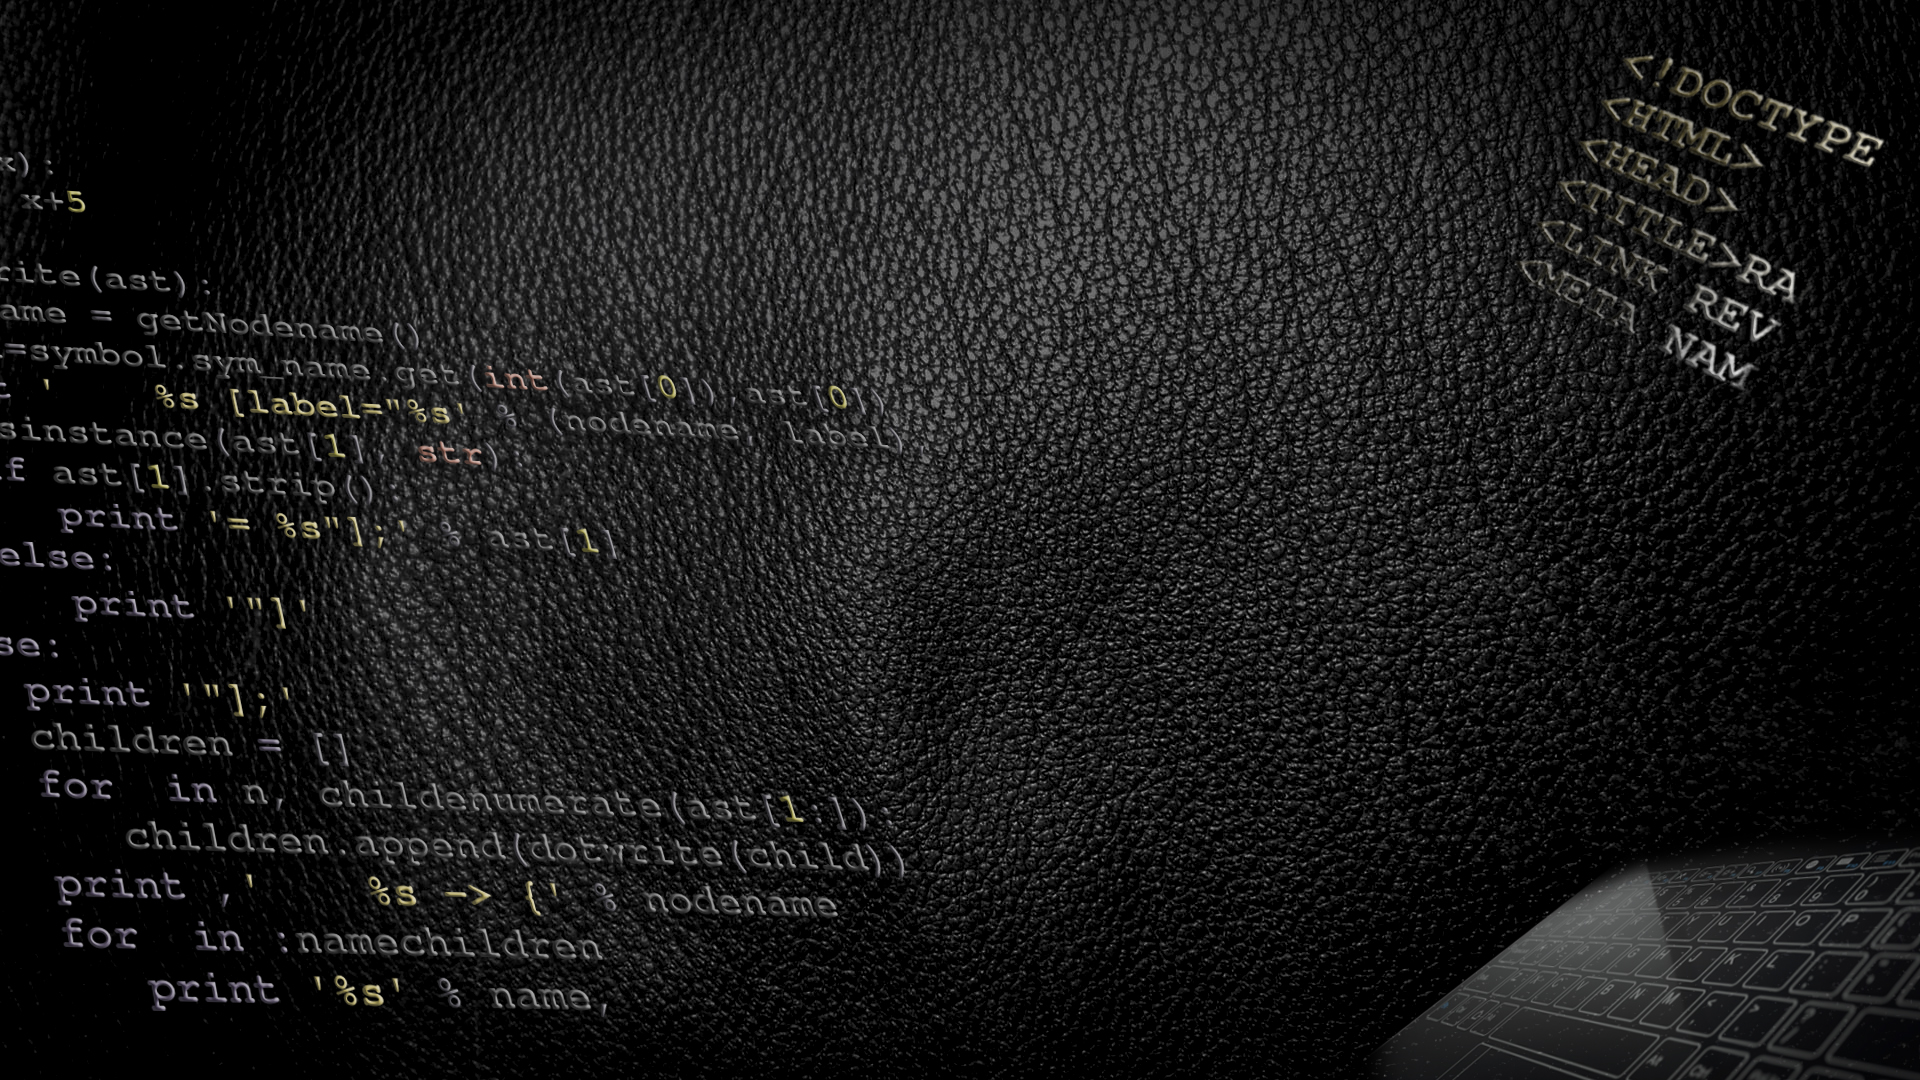 x):
x+5
rite(ast):
ame = getNodename()
l=symbol.sym_name.get(int(ast[0]) ast[0])
t '    %s [label="%s' % (nodename, label)
sinstance(ast[1] str)
if ast[1] strip()
print '= %s"];' % ast[1]
else:
print '"]'
se:
print '"];'
children = []
for  in n, childenumerate(ast[1:]):
children.append(dotwrite(child))
print ,'    %s -> {' % nodename
for  in :namechildren
print '%s' % name,
<!DOCTYPE
<HTML>
<HEAD>
<TITLE>RA
<LINK REV
<META NAM